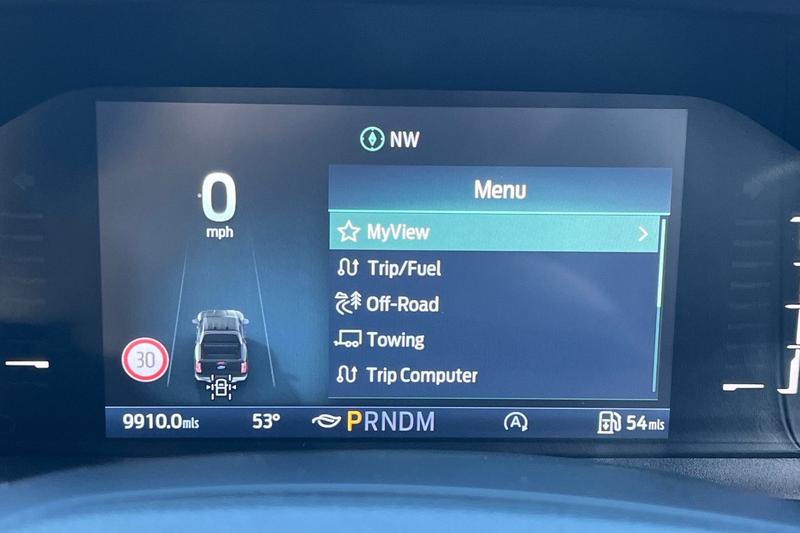 NW
0
mph
Menu
MyView
Trip/Fuel
Off-Road
Towing
Trip Computer
30
9910.0mls 53° PRNDM A 54mls